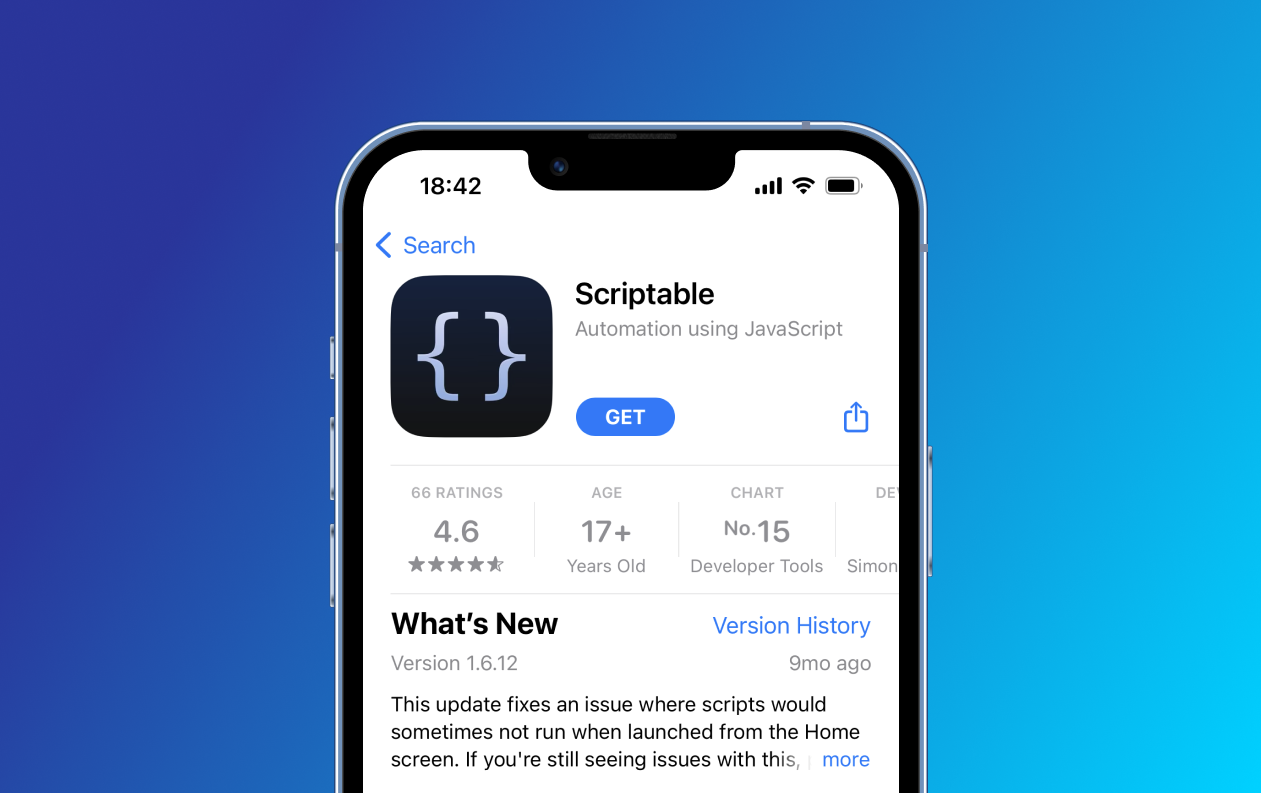 18:42
Search
{}
Scriptable
Automation using JavaScript
GET
66 RATINGS
4.6
AGE
17+
Years Old
CHART
No.15
Developer Tools
DEV
Simon
What's New
Version History
Version 1.6.12
9mo ago
This update fixes an issue where scripts would
sometimes not run when launched from the Home
screen. If you're still seeing issues with this,
more